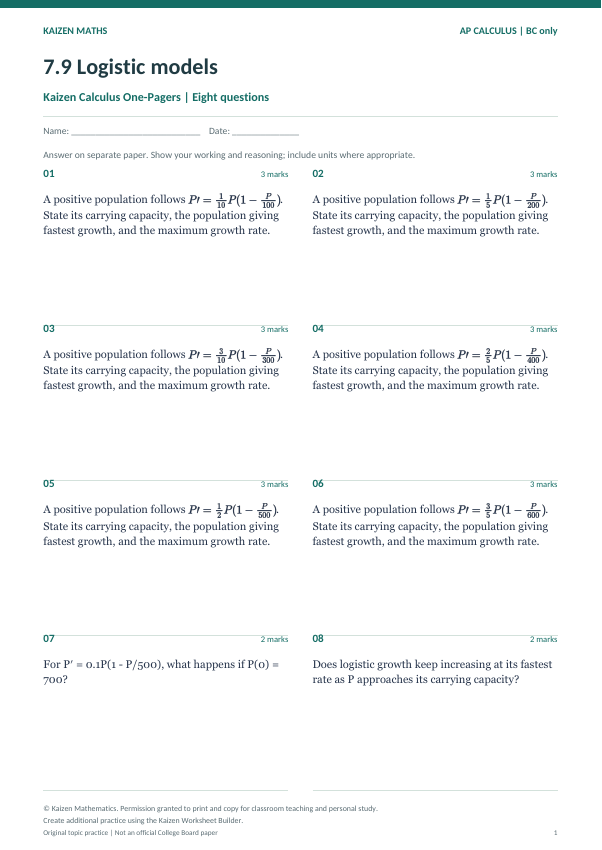 KAIZEN MATHS
AP CALCULUS | BC only
7.9 Logistic models
Kaizen Calculus One-Pagers | Eight questions
Name: ___________________________ Date: ______________
Answer on separate paper. Show your working and reasoning; include units where appropriate.
01 3 marks
A positive population follows P′ = 1/10 P(1 − P/100).
State its carrying capacity, the population giving
fastest growth, and the maximum growth rate.
02 3 marks
A positive population follows P′ = 1/5 P(1 − P/200).
State its carrying capacity, the population giving
fastest growth, and the maximum growth rate.
03 3 marks
A positive population follows P′ = 3/10 P(1 − P/300).
State its carrying capacity, the population giving
fastest growth, and the maximum growth rate.
04 3 marks
A positive population follows P′ = 2/5 P(1 − P/400).
State its carrying capacity, the population giving
fastest growth, and the maximum growth rate.
05 3 marks
A positive population follows P′ = 1/2 P(1 − P/500).
State its carrying capacity, the population giving
fastest growth, and the maximum growth rate.
06 3 marks
A positive population follows P′ = 3/5 P(1 − P/600).
State its carrying capacity, the population giving
fastest growth, and the maximum growth rate.
07 2 marks
For P′ = 0.1P(1 - P/500), what happens if P(0) =
700?
08 2 marks
Does logistic growth keep increasing at its fastest
rate as P approaches its carrying capacity?
© Kaizen Mathematics. Permission granted to print and copy for classroom teaching and personal study.
Create additional practice using the Kaizen Worksheet Builder.
Original topic practice | Not an official College Board paper
1